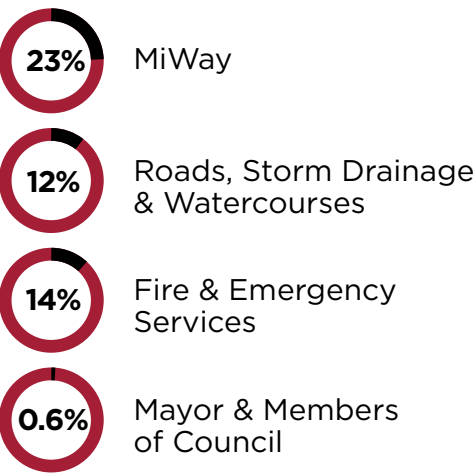 23%
MiWay
12%
Roads, Storm Drainage
& Watercourses
14%
Fire & Emergency
Services
0.6%
Mayor & Members
of Council